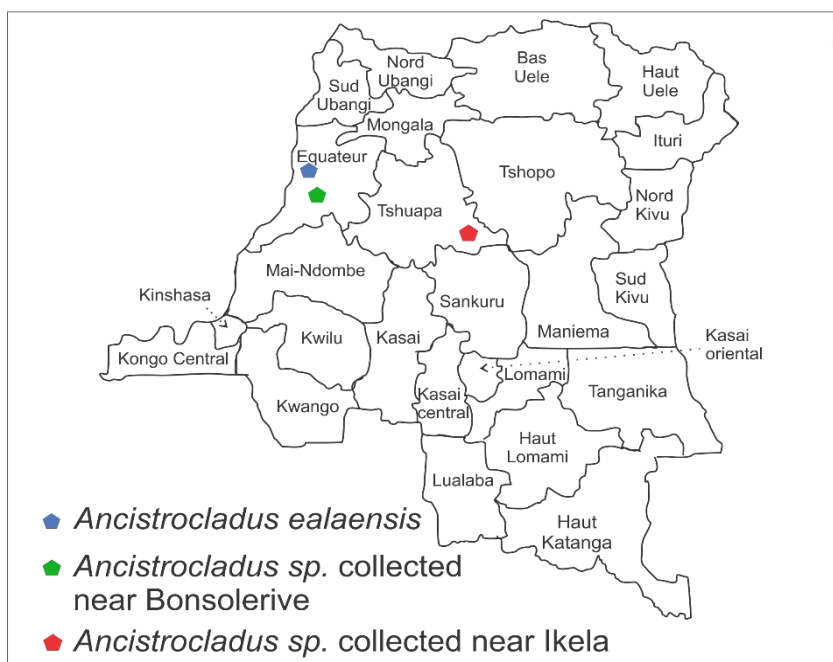 Nord
Ubangi
Bas
Uele
Haut
Uele
Sud
Ubangi
Mongala
Ituri
Equateur
Tshopo
Nord
Kivu
Tshuapa
Mai-Ndombe
Sud
Kivu
Kinshasa
Sankuru
Kwilu
Kasai
Maniema
Kasai
oriental
Kongo Central
Lomami
Kwango
Kasai
central
Tanganika
Haut
Lomami
Lualaba
Haut
Katanga
Ancistrocladus ealaensis
Ancistrocladus sp. collected
near Bonsolerive
Ancistrocladus sp. collected near Ikela